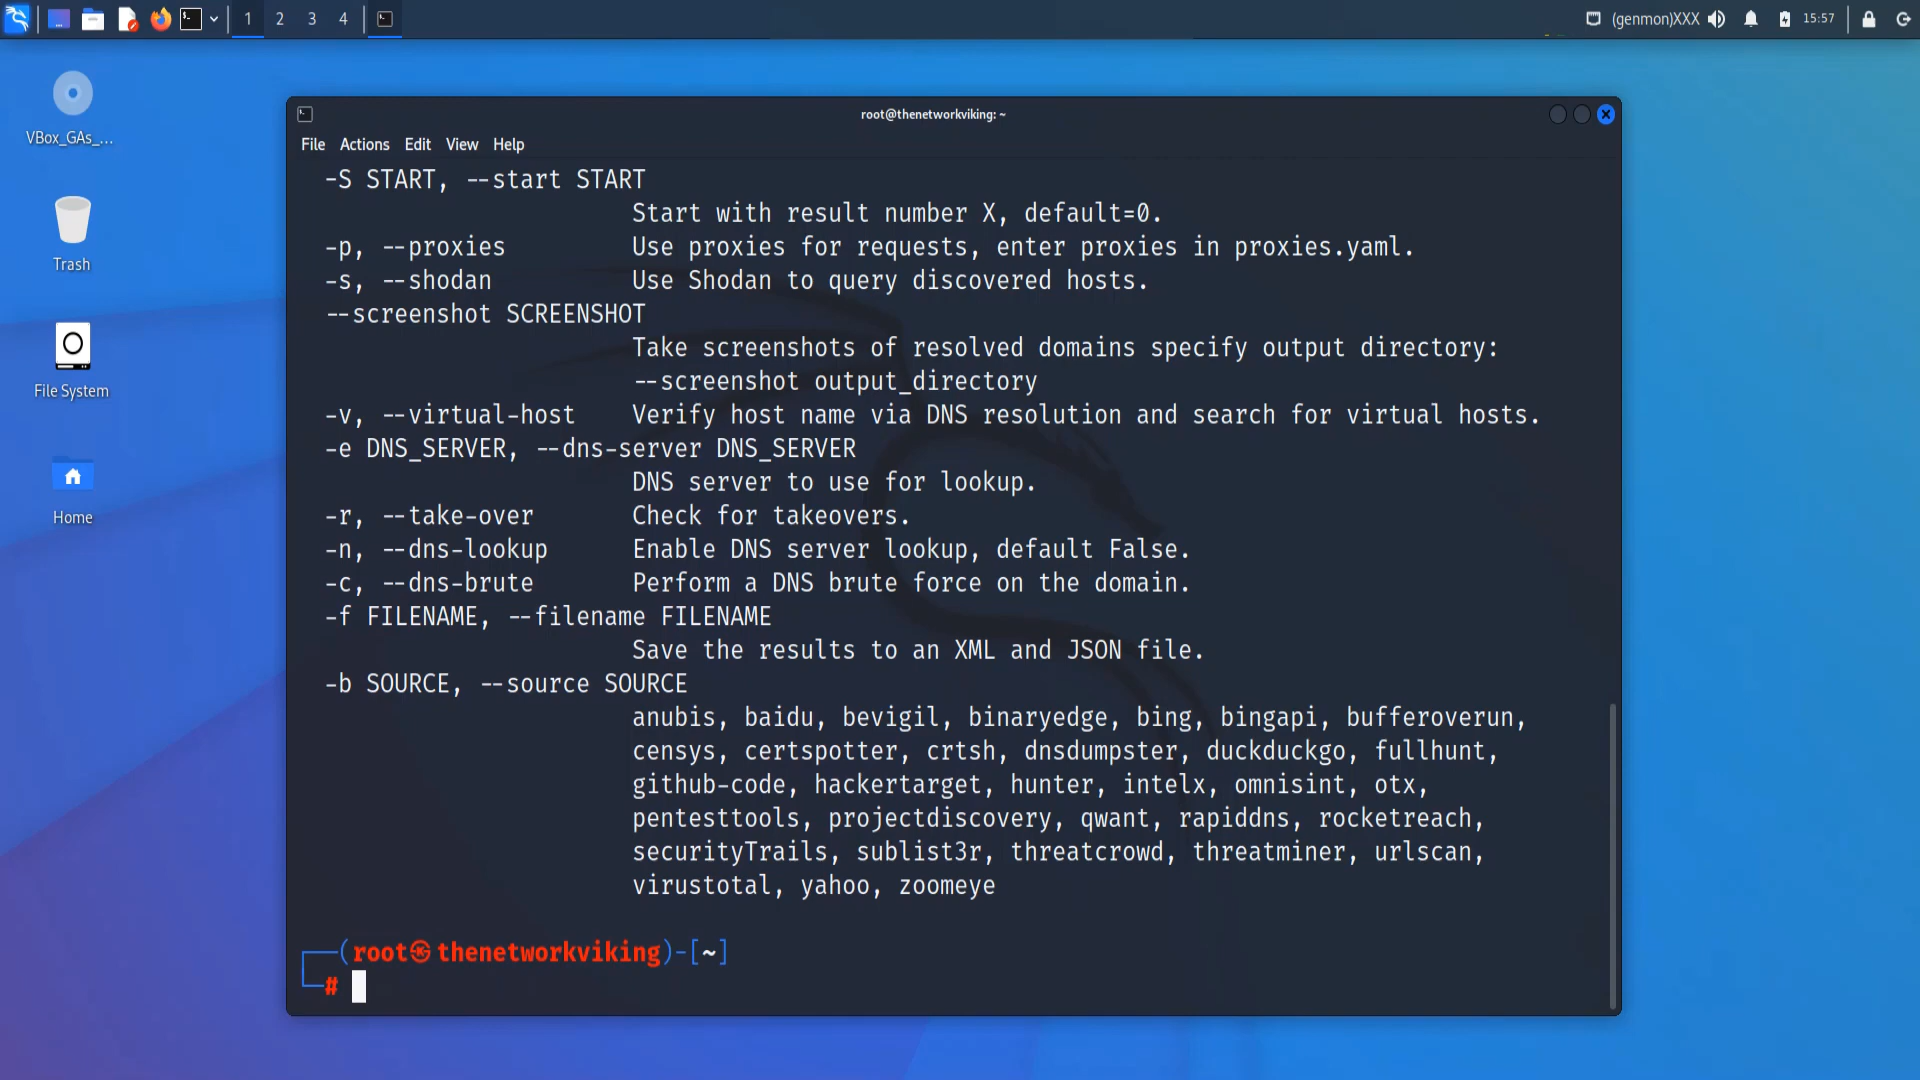 1 2 3 4
(genmon)XXX 15:57
VBox_GAs_...
Trash
File System
Home
root@thenetworkviking: ~
File Actions Edit View Help
-S START, --start START
Start with result number X, default=0.
-p, --proxies Use proxies for requests, enter proxies in proxies.yaml.
-s, --shodan Use Shodan to query discovered hosts.
--screenshot SCREENSHOT
Take screenshots of resolved domains specify output directory:
--screenshot output_directory
-v, --virtual-host Verify host name via DNS resolution and search for virtual hosts.
-e DNS_SERVER, --dns-server DNS_SERVER
DNS server to use for lookup.
-r, --take-over Check for takeovers.
-n, --dns-lookup Enable DNS server lookup, default False.
-c, --dns-brute Perform a DNS brute force on the domain.
-f FILENAME, --filename FILENAME
Save the results to an XML and JSON file.
-b SOURCE, --source SOURCE
anubis, baidu, bevigil, binaryedge, bing, bingapi, bufferoverun,
censys, certspotter, crtsh, dnsdumpster, duckduckgo, fullhunt,
github-code, hackertarget, hunter, intelx, omnisint, otx,
pentesttools, projectdiscovery, qwant, rapiddns, rocketreach,
securityTrails, sublist3r, threatcrowd, threatminer, urlscan,
virustotal, yahoo, zoomeye
┌──(root㉿thenetworkviking)-[~]
└─#